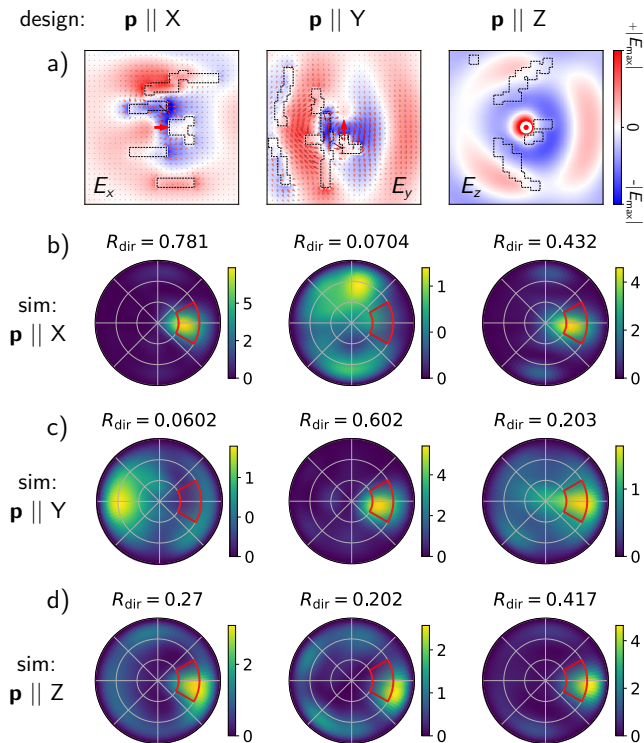 design: p || X p || Y p || Z
a)
E_x E_y E_z
+|E_max|
-|E_max|
b)
R_dir = 0.781 R_dir = 0.0704 R_dir = 0.432
sim:
p || X
5
2
0
1
0
0
4
2
0
c)
R_dir = 0.0602 R_dir = 0.602 R_dir = 0.203
sim:
p || Y
1
0
4
2
0
1
0
d)
R_dir = 0.27 R_dir = 0.202 R_dir = 0.417
sim:
p || Z
2
0
2
1
0
4
2
0